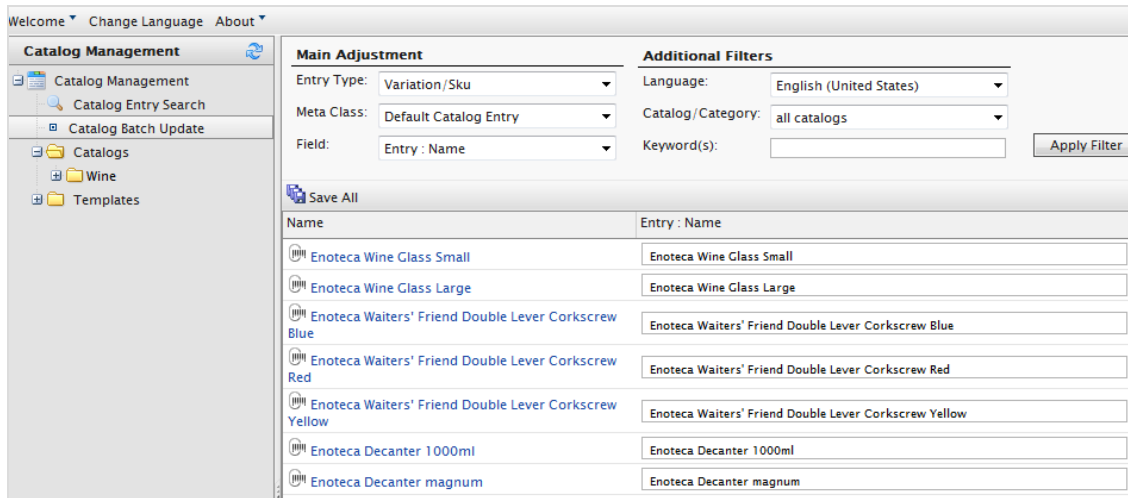 Welcome Change Language About
Catalog Management
Catalog Management
Catalog Entry Search
Catalog Batch Update
Catalogs
Wine
Templates
Main Adjustment
Entry Type: Variation/Sku
Meta Class: Default Catalog Entry
Field: Entry : Name
Additional Filters
Language: English (United States)
Catalog/Category: all catalogs
Keyword(s):
Apply Filter
Save All
Name Entry : Name
Enoteca Wine Glass Small Enoteca Wine Glass Small
Enoteca Wine Glass Large Enoteca Wine Glass Large
Enoteca Waiters' Friend Double Lever Corkscrew
Blue
Enoteca Waiters' Friend Double Lever Corkscrew Blue
Enoteca Waiters' Friend Double Lever Corkscrew
Red
Enoteca Waiters' Friend Double Lever Corkscrew Red
Enoteca Waiters' Friend Double Lever Corkscrew
Yellow
Enoteca Waiters' Friend Double Lever Corkscrew Yellow
Enoteca Decanter 1000ml Enoteca Decanter 1000ml
Enoteca Decanter magnum Enoteca Decanter magnum